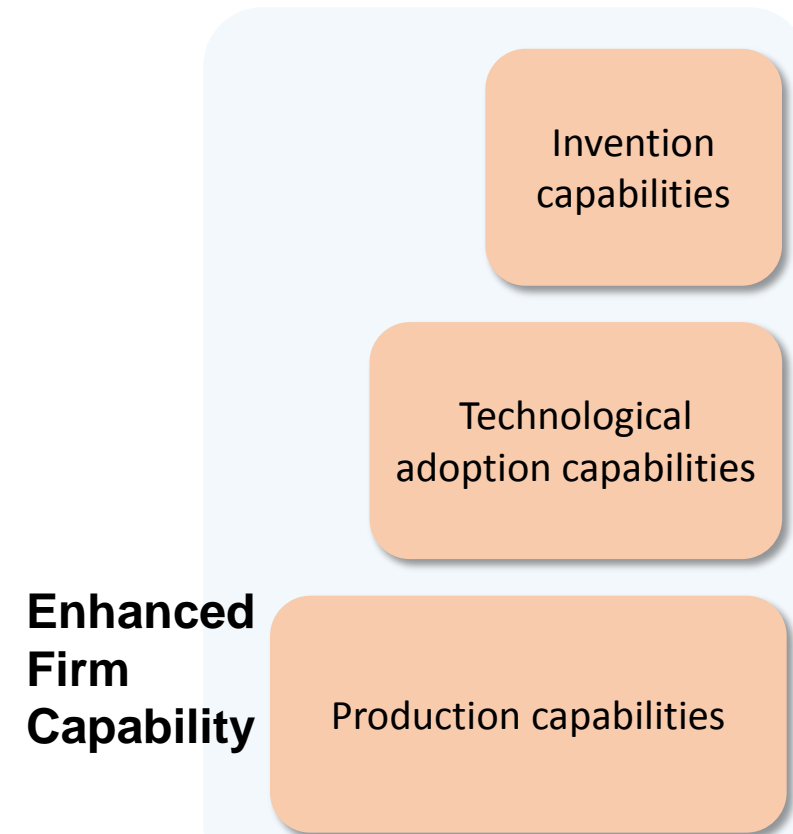 Invention
capabilities
Technological
adoption capabilities
Enhanced
Firm
Capability
Production capabilities